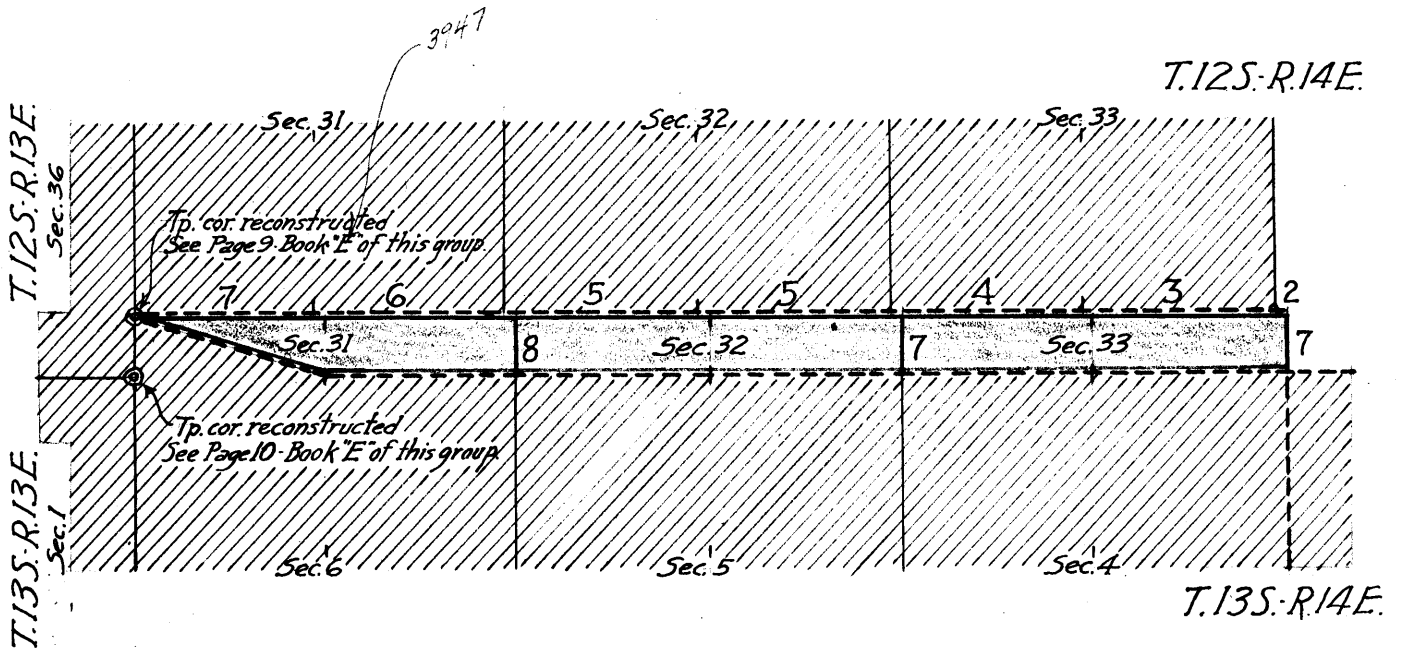 3947
T.12S.-R.14E.
T.12S.-R.13E.
Sec. 36
Sec. 31
Sec. 32
Sec. 33
Tp. cor. reconstructed
See Page 9-Book "E" of this group.
7 6 5 5 4 3 2
Sec. 31 8 Sec. 32 7 Sec. 33 7
Tp. cor. reconstructed
See Page 10-Book "E" of this group.
T.13S.-R.13E.
Sec. 1
Sec. 6
Sec. 5
Sec. 4
T.13S.-R.14E.